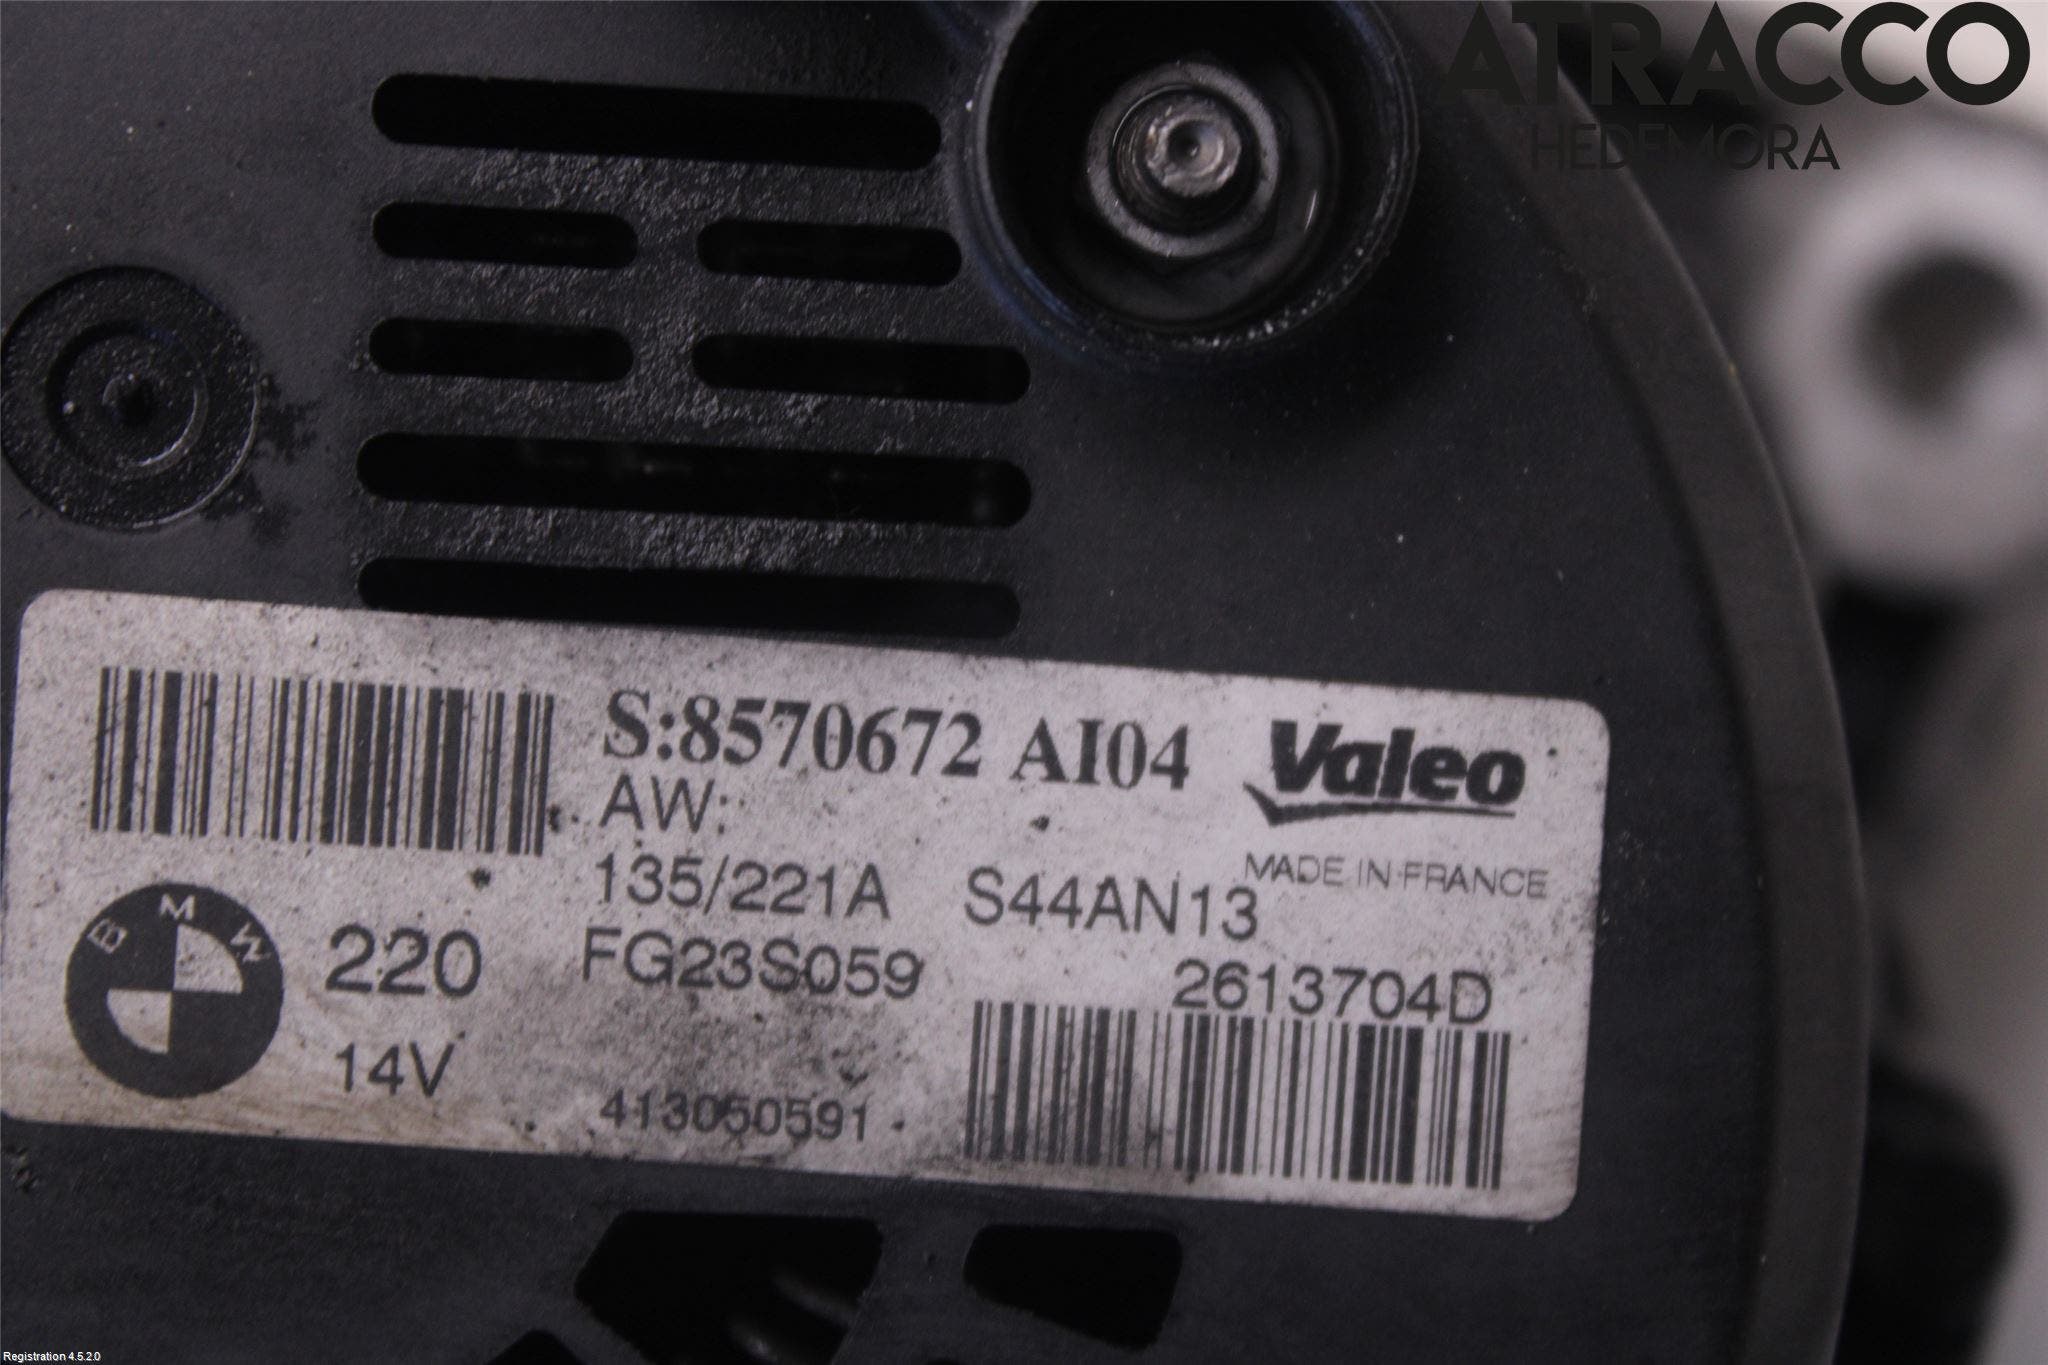 ATRACCO
HEDEMORA
S:8570672 AI04
Valeo
AW
MADE IN FRANCE
135/221A S44AN13
BMW
220
FG23S059
2613704D
14V
413050591
Registration 4.5.2.0